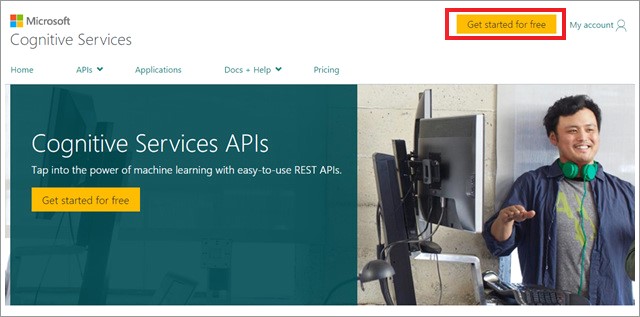 Microsoft
Cognitive Services
Get started for free
My account
Home
APIs
Applications
Docs + Help
Pricing
Cognitive Services APIs
Tap into the power of machine learning with easy-to-use REST APIs.
Get started for free